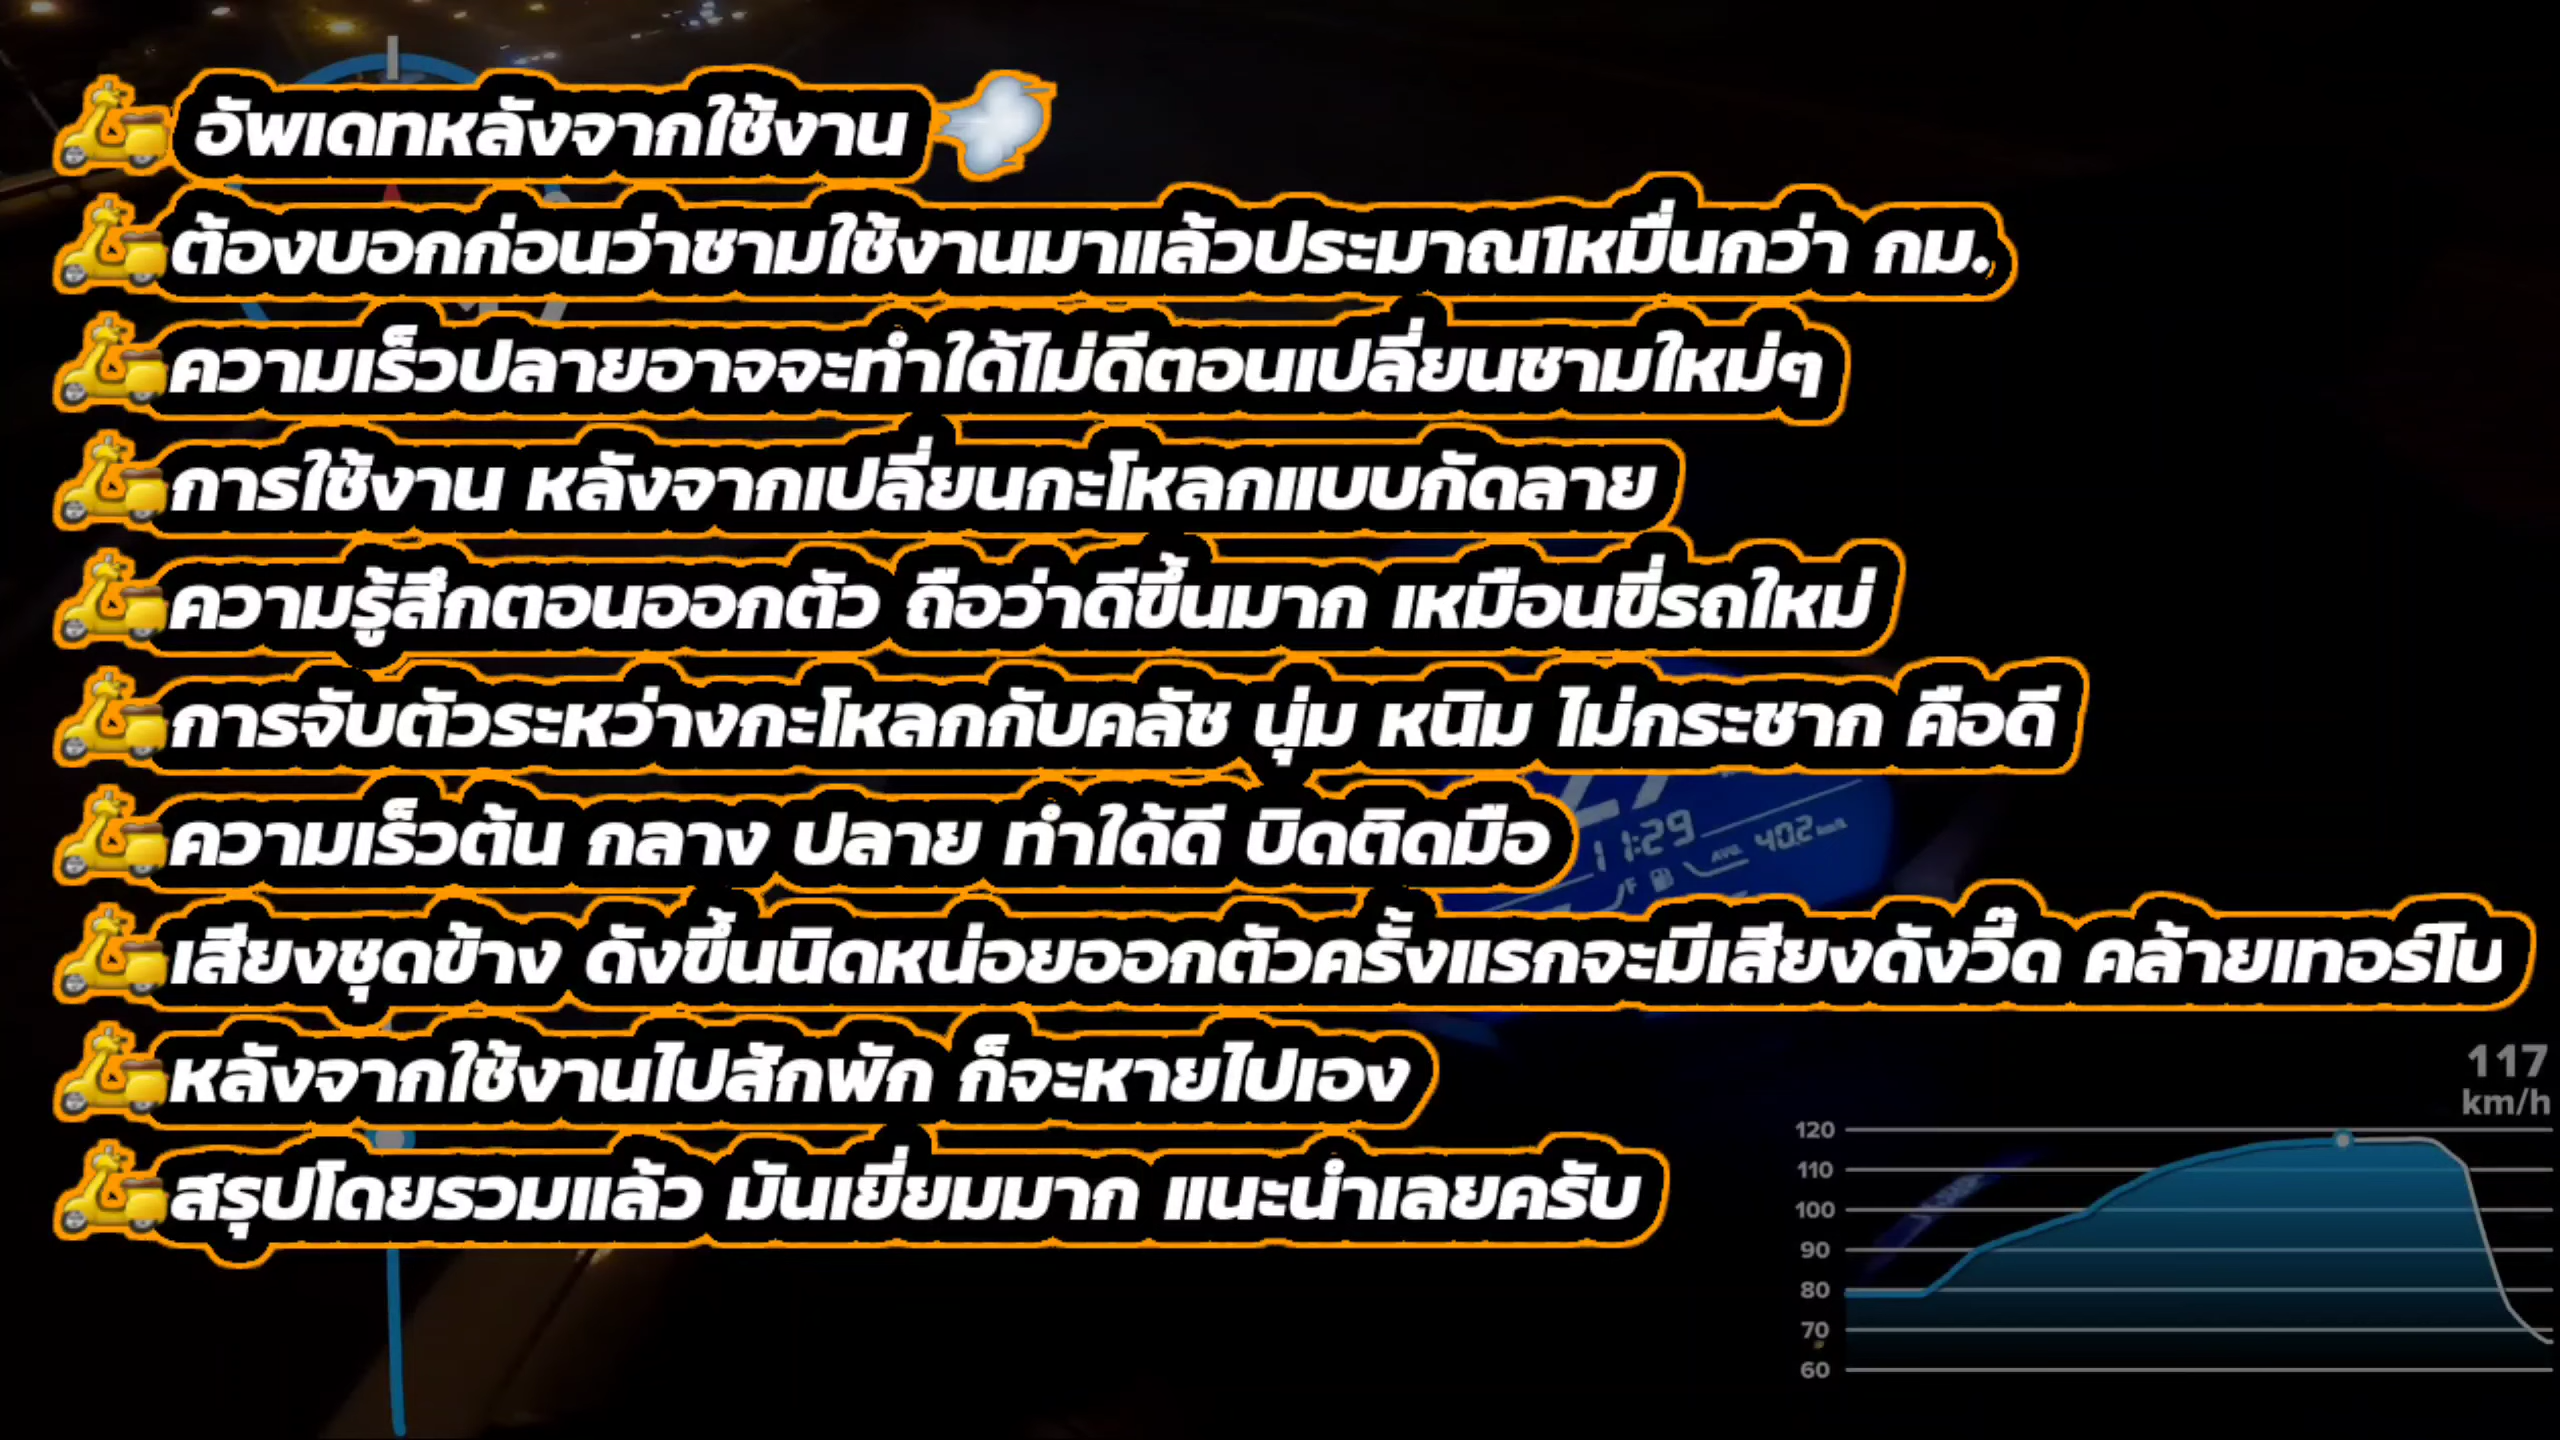 🛵 อัพเดทหลังจากใช้งาน 💨
🛵ต้องบอกก่อนว่าชามใช้งานมาแล้วประมาณ1หมื่นกว่า กม.
🛵ความเร็วปลายอาจจะทำได้ไม่ดีตอนเปลี่ยนชามใหม่ๆ
🛵การใช้งาน หลังจากเปลี่ยนกะโหลกแบบกัดลาย
🛵ความรู้สึกตอนออกตัว ถือว่าดีขึ้นมาก เหมือนขี่รถใหม่
🛵การจับตัวระหว่างกะโหลกกับคลัช นุ่ม หนิม ไม่กระชาก คือดี
🛵ความเร็วต้น กลาง ปลาย ทำได้ดี บิดติดมือ
11:29
AVG. 40.2 km/L
F
🛵เสียงชุดข้าง ดังขึ้นนิดหน่อยออกตัวครั้งแรกจะมีเสียงดังวี๊ด คล้ายเทอร์โบ
🛵หลังจากใช้งานไปสักพัก ก็จะหายไปเอง
🛵สรุปโดยรวมแล้ว มันเยี่ยมมาก แนะนำเลยครับ
117
km/h
120
110
100
90
80
70
60